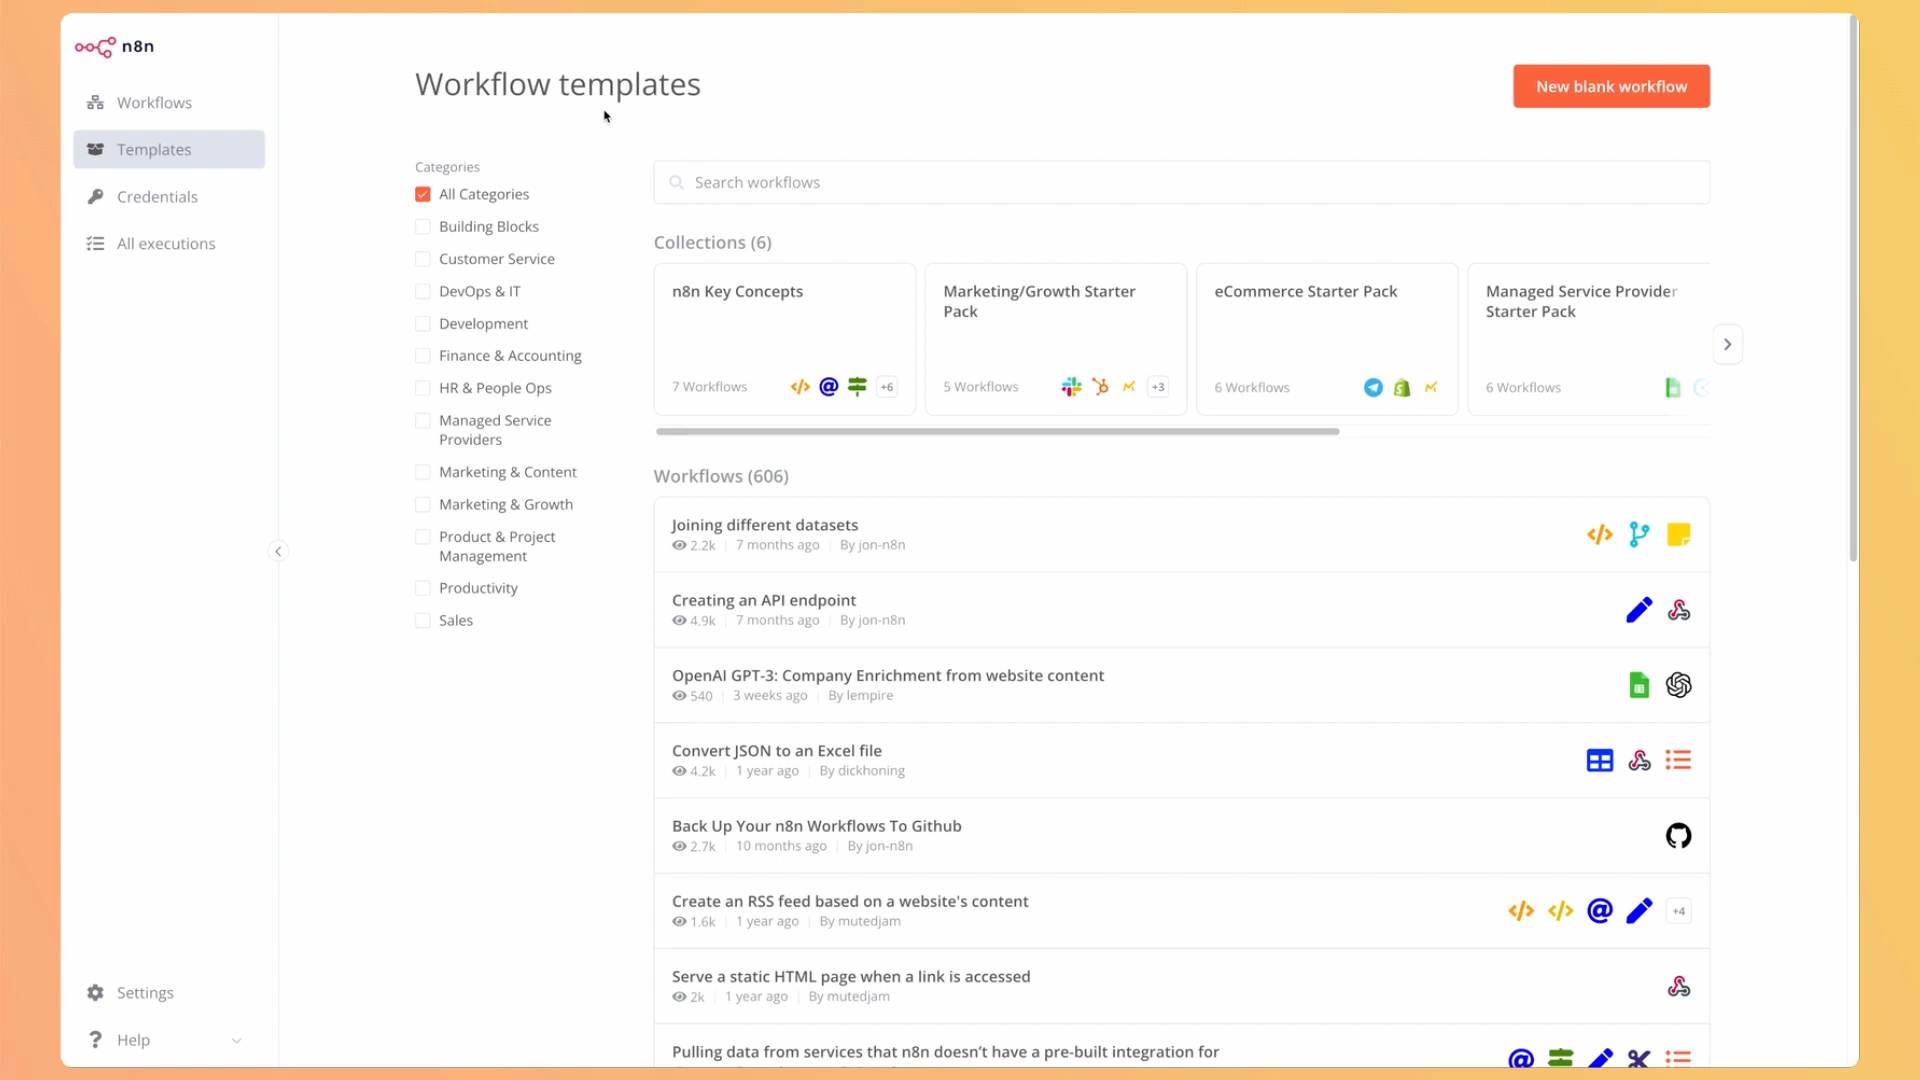 n8n
Workflows
Templates
Credentials
All executions
Settings
Help
Workflow templates
New blank workflow
Categories
All Categories
Building Blocks
Customer Service
DevOps & IT
Development
Finance & Accounting
HR & People Ops
Managed Service
Providers
Marketing & Content
Marketing & Growth
Product & Project
Management
Productivity
Sales
Search workflows
Collections (6)
n8n Key Concepts
7 Workflows
+6
Marketing/Growth Starter
Pack
5 Workflows
+3
eCommerce Starter Pack
6 Workflows
Managed Service Provider
Starter Pack
6 Workflows
Workflows (606)
Joining different datasets
2.2k 7 months ago By jon-n8n
Creating an API endpoint
4.9k 7 months ago By jon-n8n
OpenAI GPT-3: Company Enrichment from website content
540 3 weeks ago By lempire
Convert JSON to an Excel file
4.2k 1 year ago By dickhoning
Back Up Your n8n Workflows To Github
2.7k 10 months ago By jon-n8n
Create an RSS feed based on a website's content
1.6k 1 year ago By mutedjam
+4
Serve a static HTML page when a link is accessed
2k 1 year ago By mutedjam
Pulling data from services that n8n doesn’t have a pre-built integration for